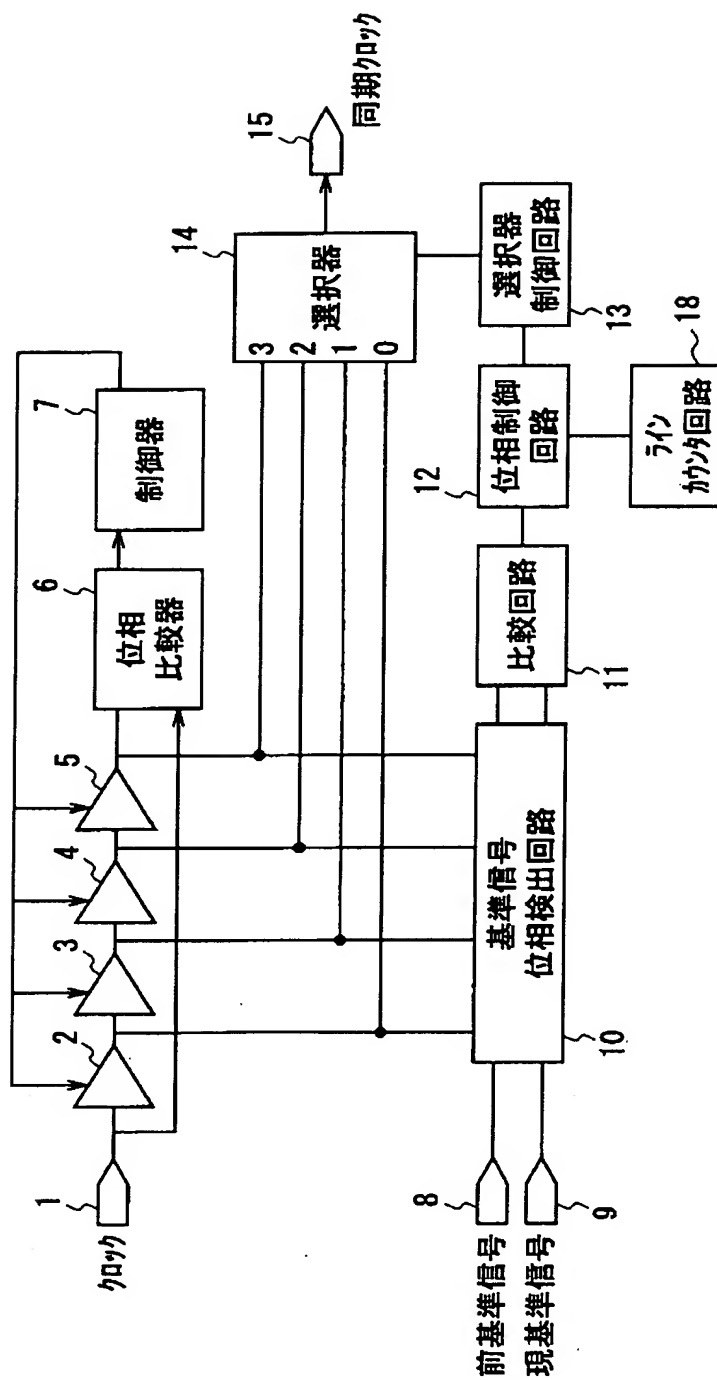 1
クロック
2
3
4
5
6
位相
比較器
7
制御器
14
選択器
3
2
1
0
15
同期クロック
8
前基準信号
9
現基準信号
基準信号
位相検出回路
10
比較回路
11
位相制御
回路
12
選択器
制御回路
13
ライン
カウンタ回路
18